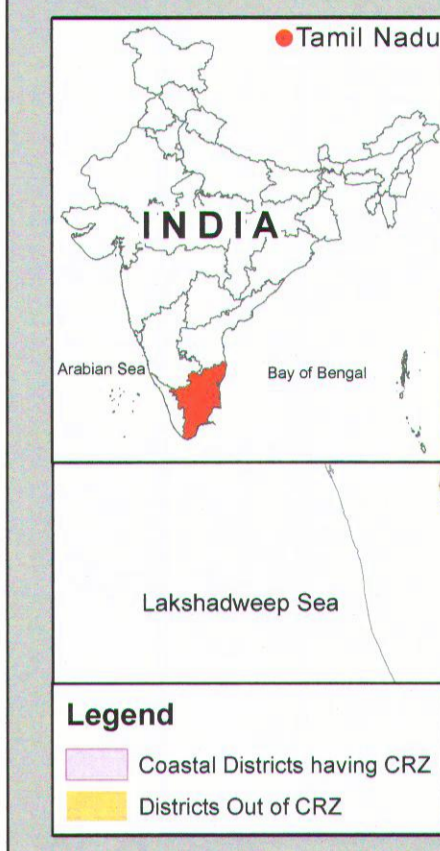 Tamil Nadu
INDIA
Arabian Sea
Bay of Bengal
Lakshadweep Sea
Legend
Coastal Districts having CRZ
Districts Out of CRZ